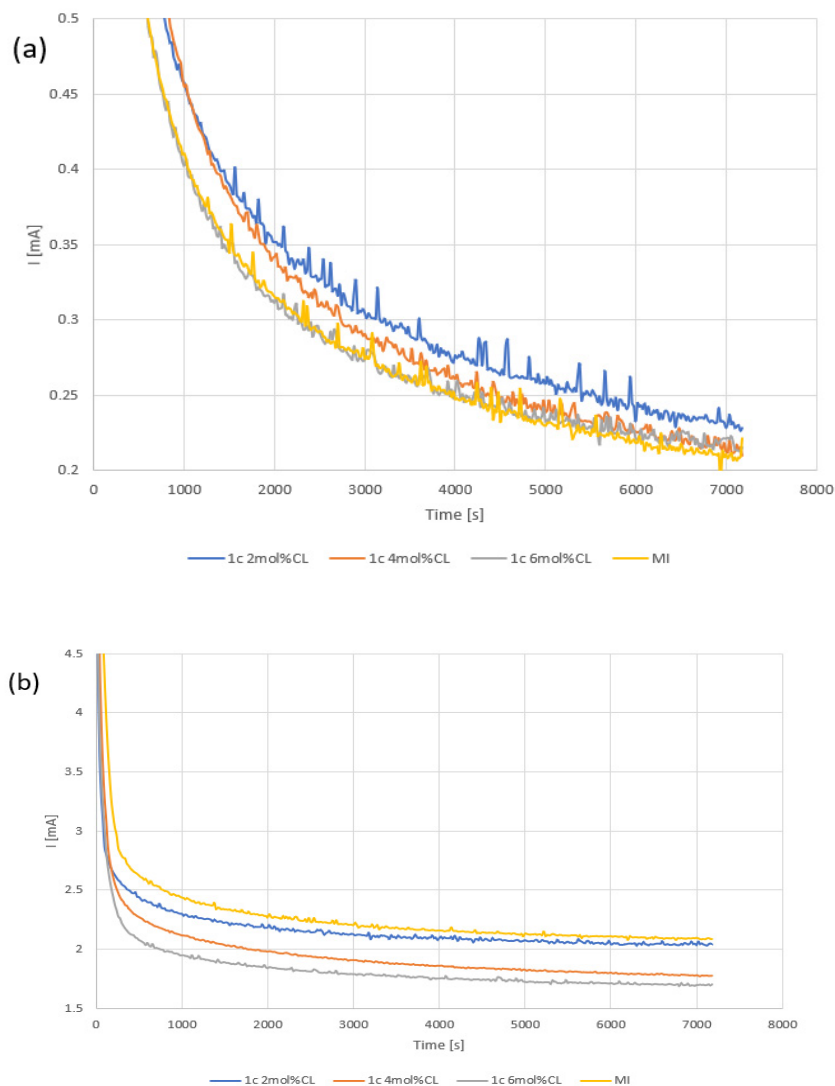 (a)
0.5
0.45
0.4
0.35
0.3
0.25
0.2
I [mA]
0 1000 2000 3000 4000 5000 6000 7000 8000
Time [s]
1c 2mol%CL 1c 4mol%CL 1c 6mol%CL MI
(b)
4.5
4
3.5
3
2.5
2
1.5
I [mA]
0 1000 2000 3000 4000 5000 6000 7000 8000
Time [s]
1c 2mol%CL 1c 4mol%CL 1c 6mol%CL MI